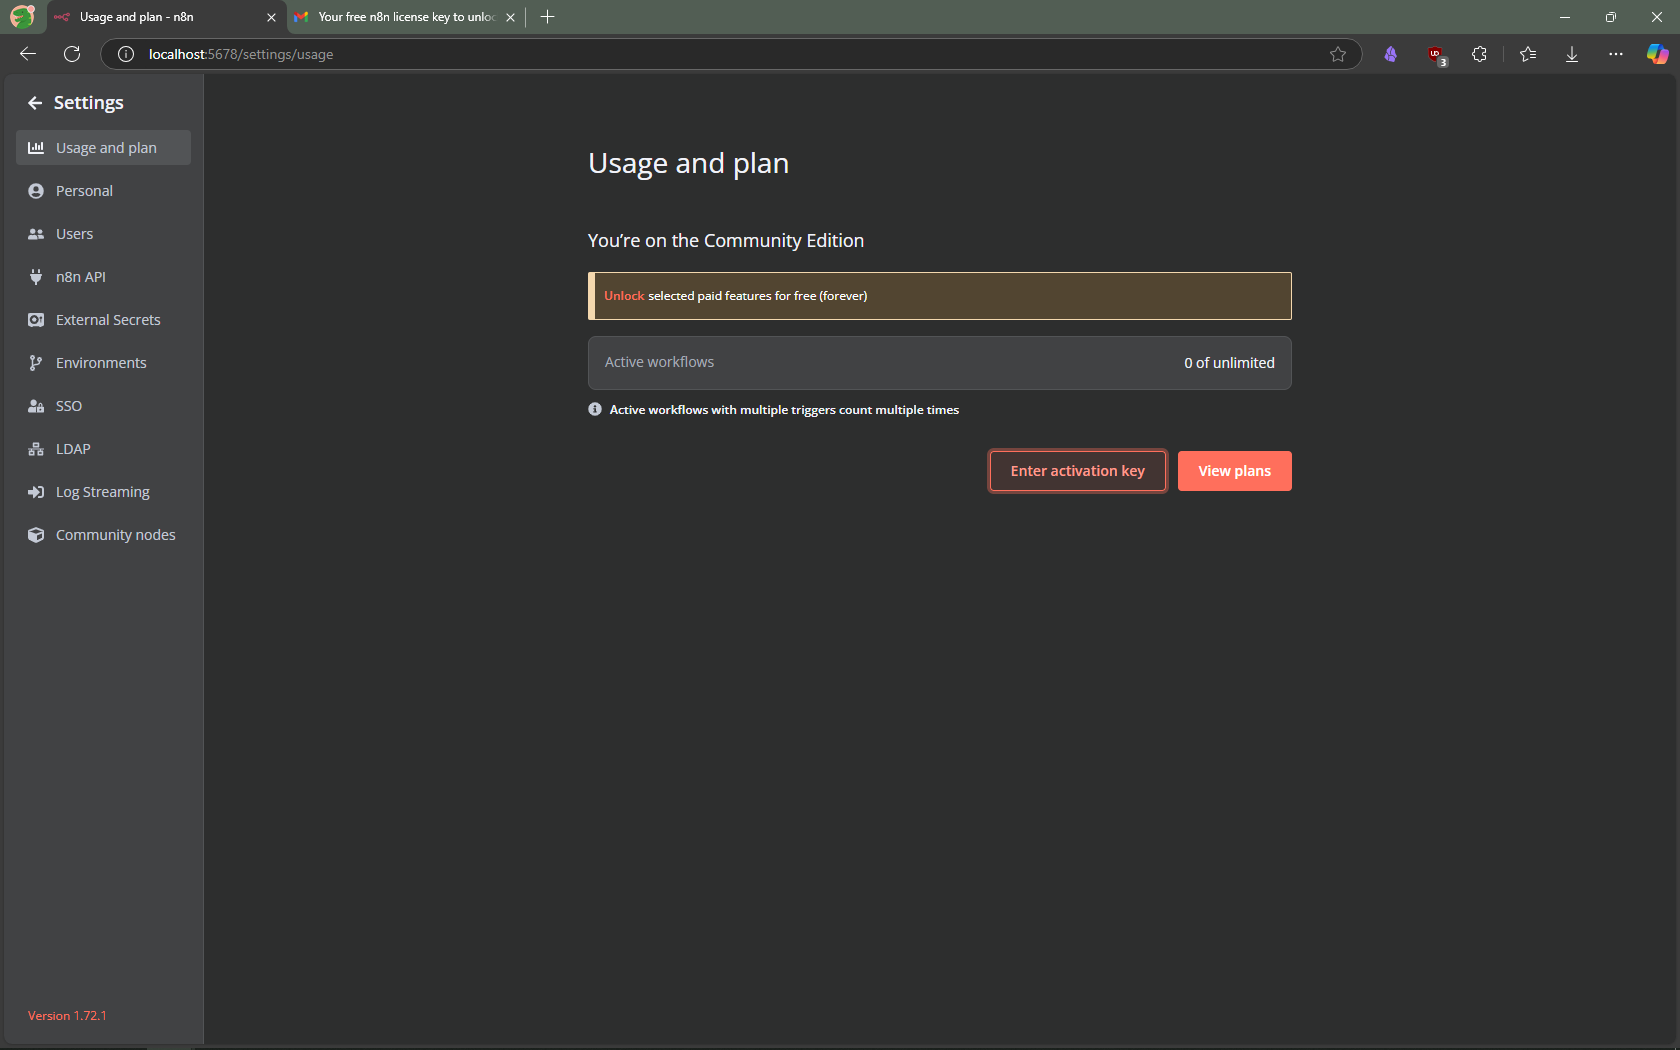 Usage and plan - n8n
Your free n8n license key to unloc
localhost:5678/settings/usage
UD
3
Settings
Usage and plan
Personal
Users
n8n API
External Secrets
Environments
SSO
LDAP
Log Streaming
Community nodes
Version 1.72.1
Usage and plan
You're on the Community Edition
Unlock selected paid features for free (forever)
Active workflows 0 of unlimited
Active workflows with multiple triggers count multiple times
Enter activation key View plans